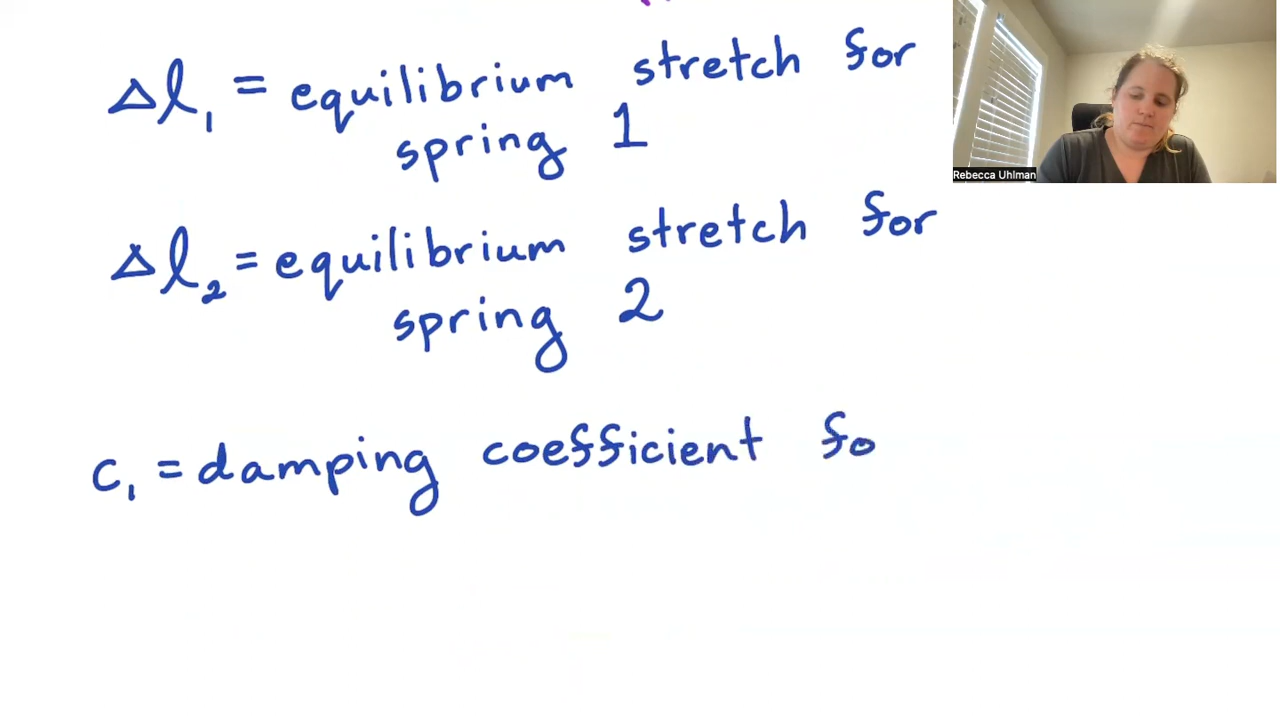 Δl₁ = equilibrium stretch for
spring 1
Δl₂ = equilibrium stretch for
spring 2
c₁ = damping coefficient fo
Rebecca Uhlman